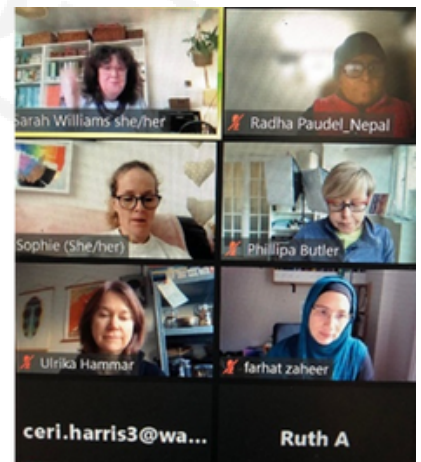 Sarah Williams she/her
Radha Paudel_Nepal
Sophie (She/her)
Phillipa Butler
Ulrika Hammar
farhat zaheer
ceri.harris3@wa...
Ruth A